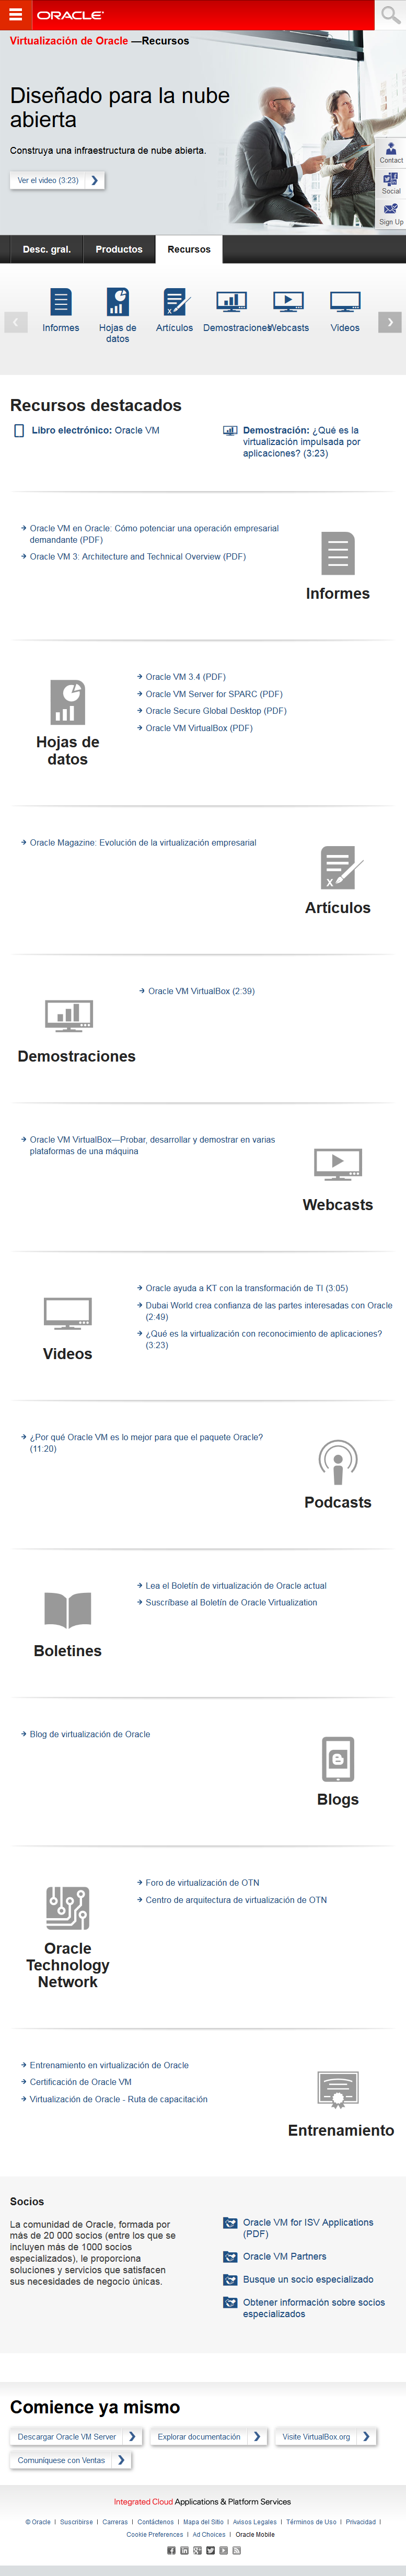 ORACLE
Virtualización de Oracle —Recursos
Diseñado para la nube
abierta
Construya una infraestructura de nube abierta.
Ver el video (3:23)
Contact
Social
Sign Up
Desc. gral.
Productos
Recursos
Informes
Hojas de
datos
Artículos
Demostraciones
Webcasts
Videos
Recursos destacados
Libro electrónico: Oracle VM
Demostración: ¿Qué es la
virtualización impulsada por
aplicaciones? (3:23)
Oracle VM en Oracle: Cómo potenciar una operación empresarial
demandante (PDF)
Oracle VM 3: Architecture and Technical Overview (PDF)
Informes
Oracle VM 3.4 (PDF)
Oracle VM Server for SPARC (PDF)
Oracle Secure Global Desktop (PDF)
Oracle VM VirtualBox (PDF)
Hojas de
datos
Oracle Magazine: Evolución de la virtualización empresarial
Artículos
Oracle VM VirtualBox (2:39)
Demostraciones
Oracle VM VirtualBox—Probar, desarrollar y demostrar en varias
plataformas de una máquina
Webcasts
Oracle ayuda a KT con la transformación de TI (3:05)
Dubai World crea confianza de las partes interesadas con Oracle
(2:49)
¿Qué es la virtualización con reconocimiento de aplicaciones?
(3:23)
Videos
¿Por qué Oracle VM es lo mejor para que el paquete Oracle?
(11:20)
Podcasts
Lea el Boletín de virtualización de Oracle actual
Suscríbase al Boletín de Oracle Virtualization
Boletines
Blog de virtualización de Oracle
Blogs
Foro de virtualización de OTN
Centro de arquitectura de virtualización de OTN
Oracle
Technology
Network
Entrenamiento en virtualización de Oracle
Certificación de Oracle VM
Virtualización de Oracle - Ruta de capacitación
Entrenamiento
Socios
La comunidad de Oracle, formada por
más de 20 000 socios (entre los que se
incluyen más de 1000 socios
especializados), le proporciona
soluciones y servicios que satisfacen
sus necesidades de negocio únicas.
Oracle VM for ISV Applications
(PDF)
Oracle VM Partners
Busque un socio especializado
Obtener información sobre socios
especializados
Comience ya mismo
Descargar Oracle VM Server
Explorar documentación
Visite VirtualBox.org
Comuníquese con Ventas
Integrated Cloud Applications & Platform Services
© Oracle | Suscribirse | Carreras | Contáctenos | Mapa del Sitio | Avisos Legales | Términos de Uso | Privacidad |
Cookie Preferences | Ad Choices | Oracle Mobile